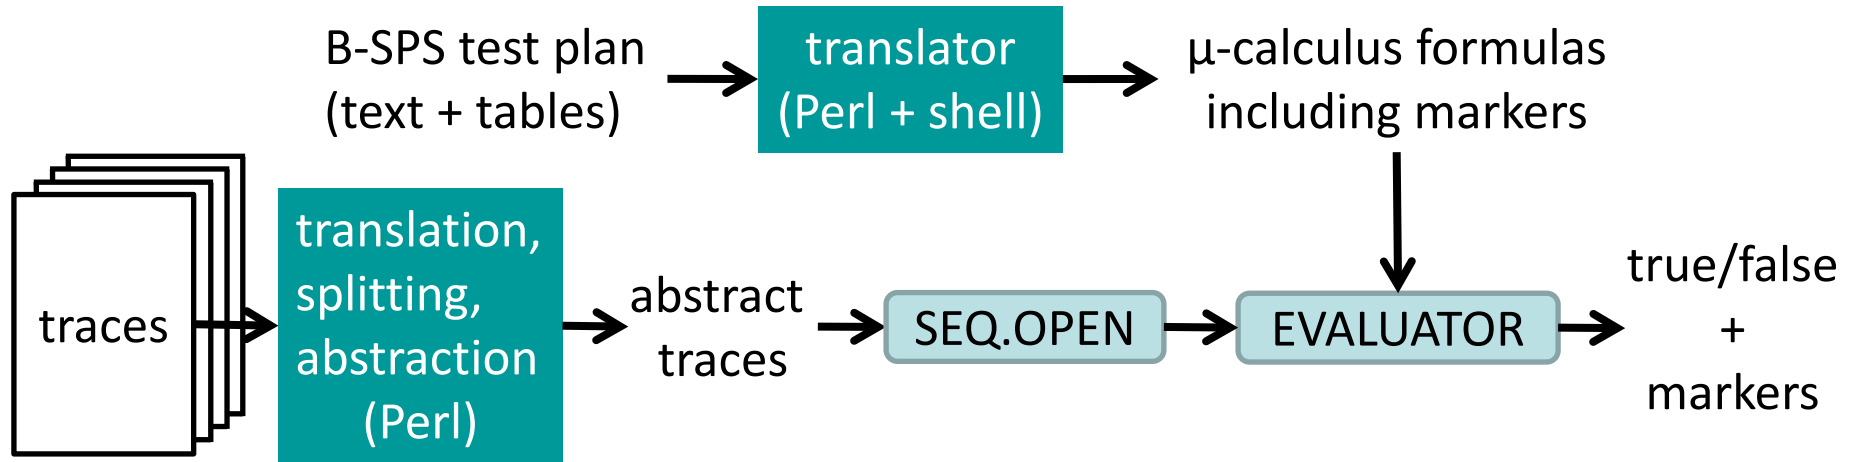 B-SPS test plan
(text + tables)
translator
(Perl + shell)
μ-calculus formulas
including markers
traces
translation,
splitting,
abstraction
(Perl)
abstract
traces
SEQ.OPEN
EVALUATOR
true/false
+
markers